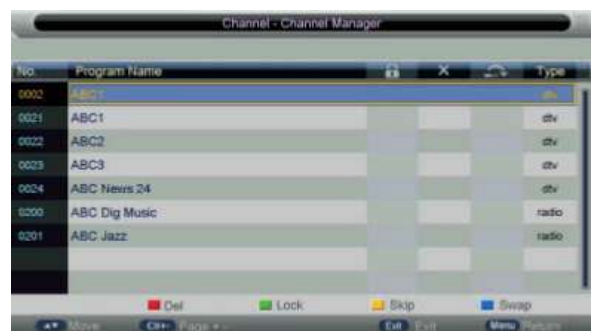 Channel - Channel Manager
No. Program Name Type
0002 ABC1 dtv
0021 ABC1 dtv
0022 ABC2 dtv
0023 ABC3 dtv
0024 ABC News 24 dtv
0200 ABC Dig Music radio
0201 ABC Jazz radio
Del Lock Skip Swap
Move CH+- Page + - Exit Exit Menu Return